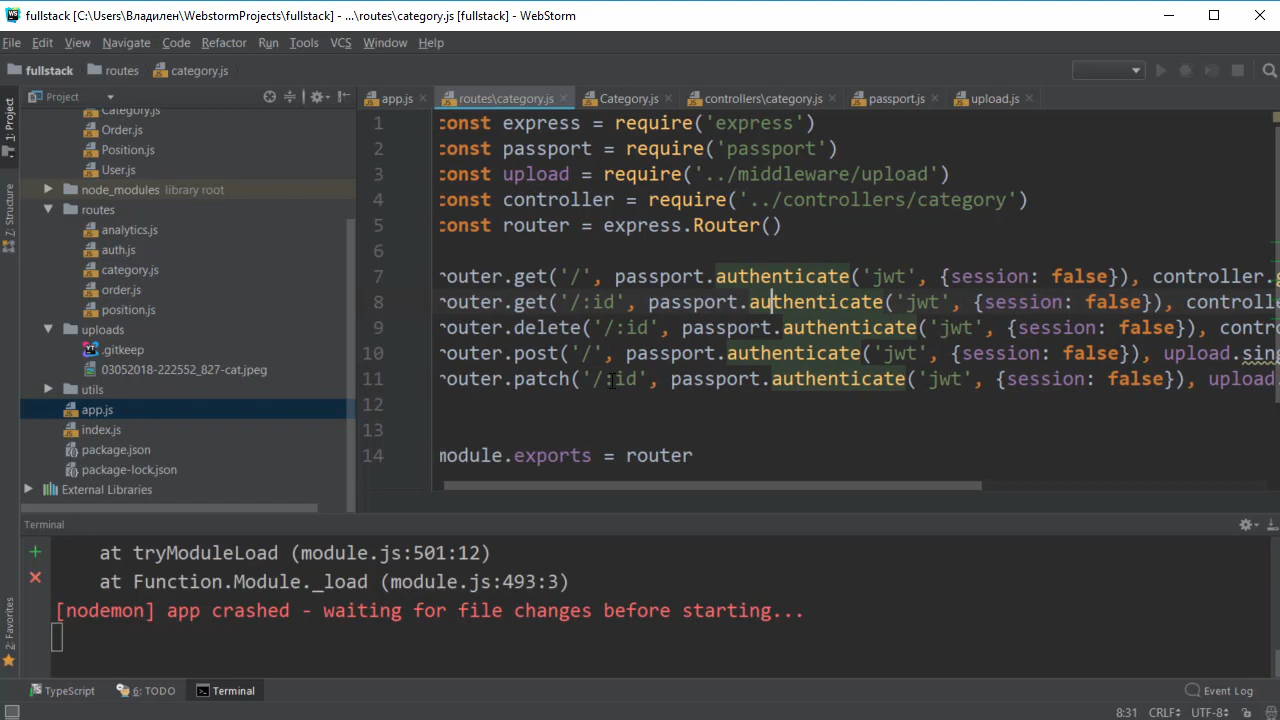 fullstack [C:\Users\Владилен\WebstormProjects\fullstack] - ...\routes\category.js [fullstack] - WebStorm
File Edit View Navigate Code Refactor Run Tools VCS Window Help
fullstack routes category.js
1: Project
Z: Structure
2: Favorites
Project
Category.js
Order.js
Position.js
User.js
node_modules library root
routes
analytics.js
auth.js
category.js
order.js
position.js
uploads
.gitkeep
03052018-222552_827-cat.jpeg
utils
app.js
index.js
package.json
package-lock.json
External Libraries
app.js routes\category.js Category.js controllers\category.js passport.js upload.js
1 const express = require('express')
2 const passport = require('passport')
3 const upload = require('../middleware/upload')
4 const controller = require('../controllers/category')
5 const router = express.Router()
6
7 router.get('/', passport.authenticate('jwt', {session: false}), controller.g
8 router.get('/:id', passport.authenticate('jwt', {session: false}), controll
9 router.delete('/:id', passport.authenticate('jwt', {session: false}), contro
10 router.post('/', passport.authenticate('jwt', {session: false}), upload.sing
11 router.patch('/:id', passport.authenticate('jwt', {session: false}), upload.
12
13
14 module.exports = router
Terminal
at tryModuleLoad (module.js:501:12)
at Function.Module._load (module.js:493:3)
[nodemon] app crashed - waiting for file changes before starting...
TypeScript 6: TODO Terminal Event Log
8:31 CRLF UTF-8